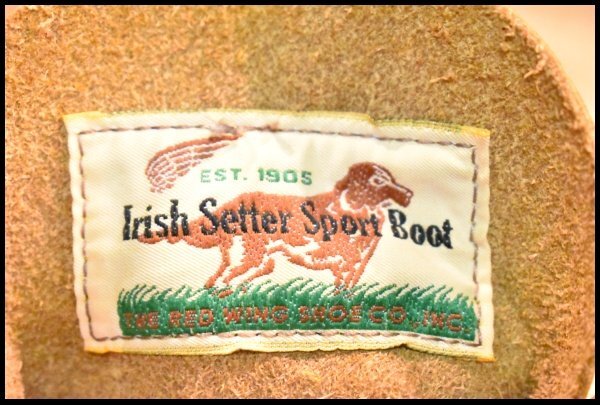 EST. 1905
Irish Setter Sport Boot
THE RED WING SHOE CO., INC.